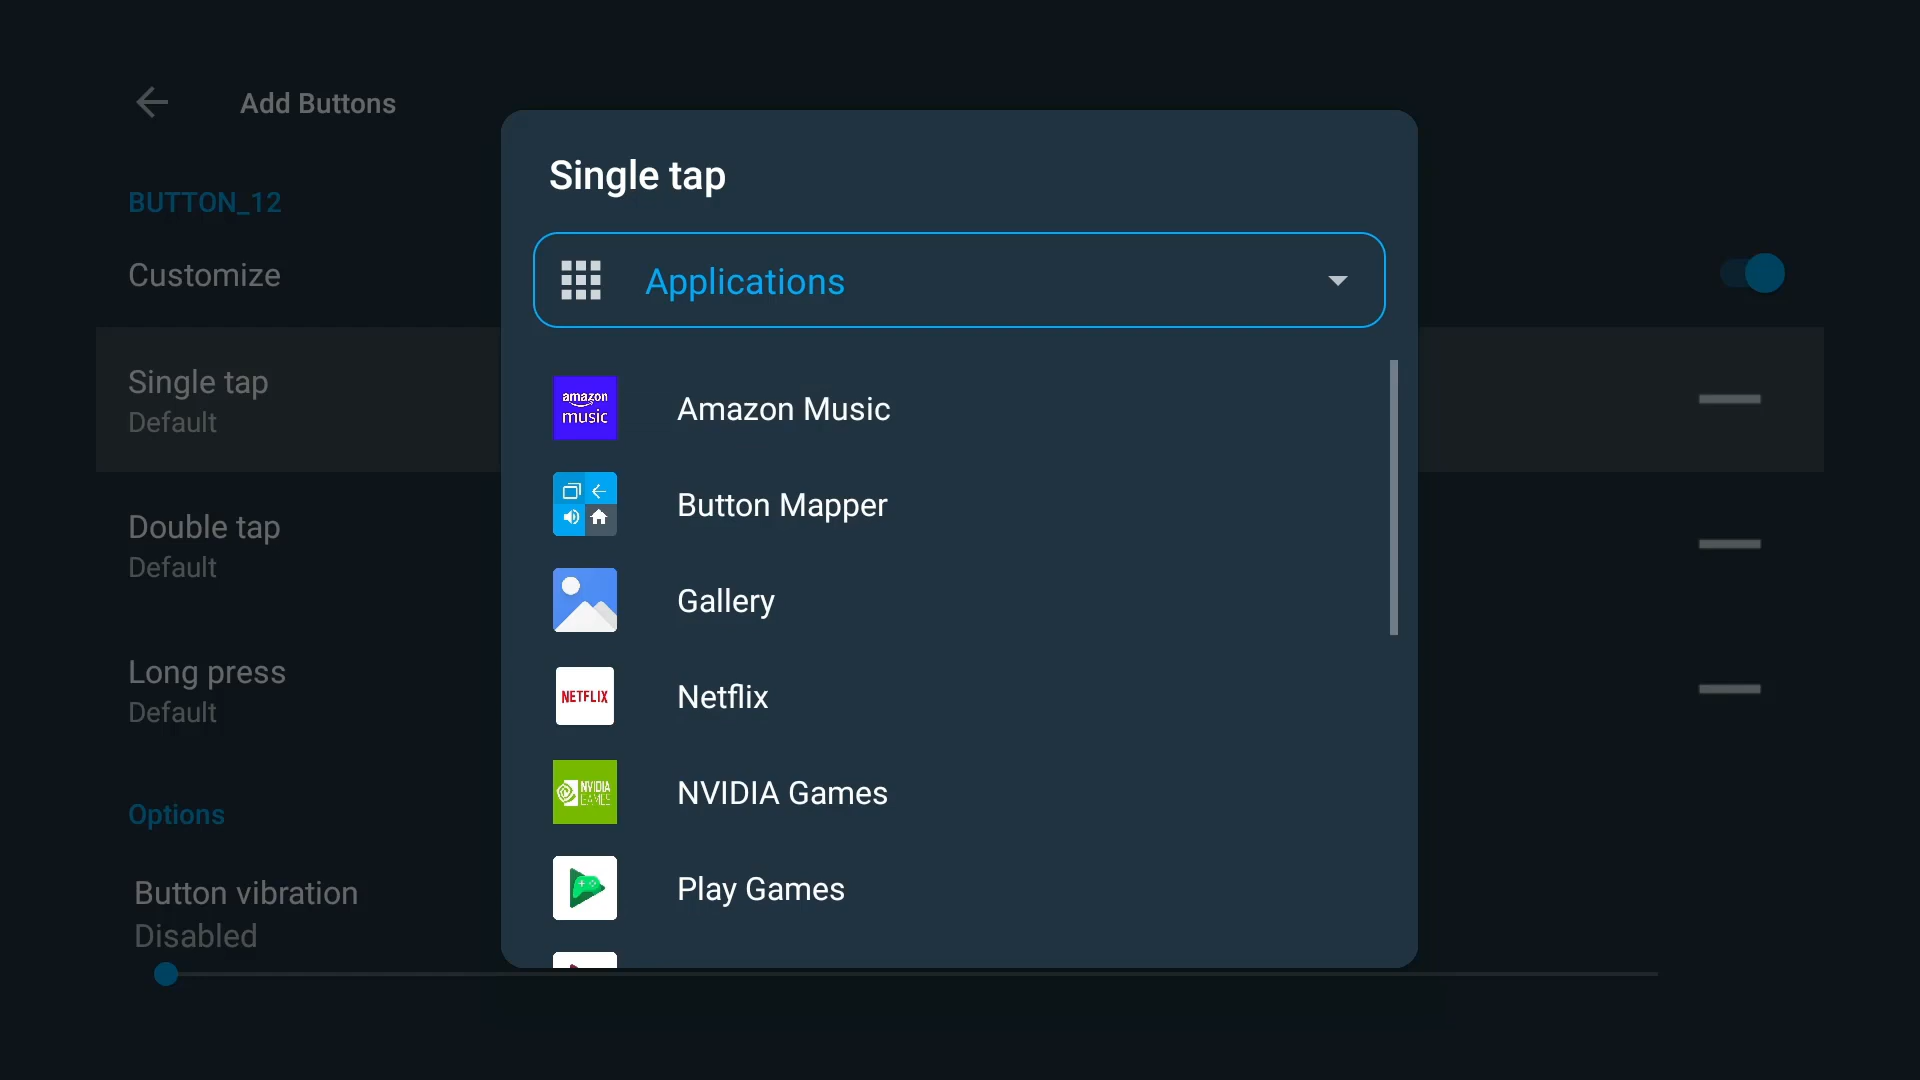 Add Buttons
BUTTON_12
Customize
Single tap
Default
Double tap
Default
Long press
Default
Options
Button vibration
Disabled
Single tap
Applications
amazon
music
Amazon Music
Button Mapper
Gallery
NETFLIX
Netflix
NVIDIA
GAMES
NVIDIA Games
Play Games